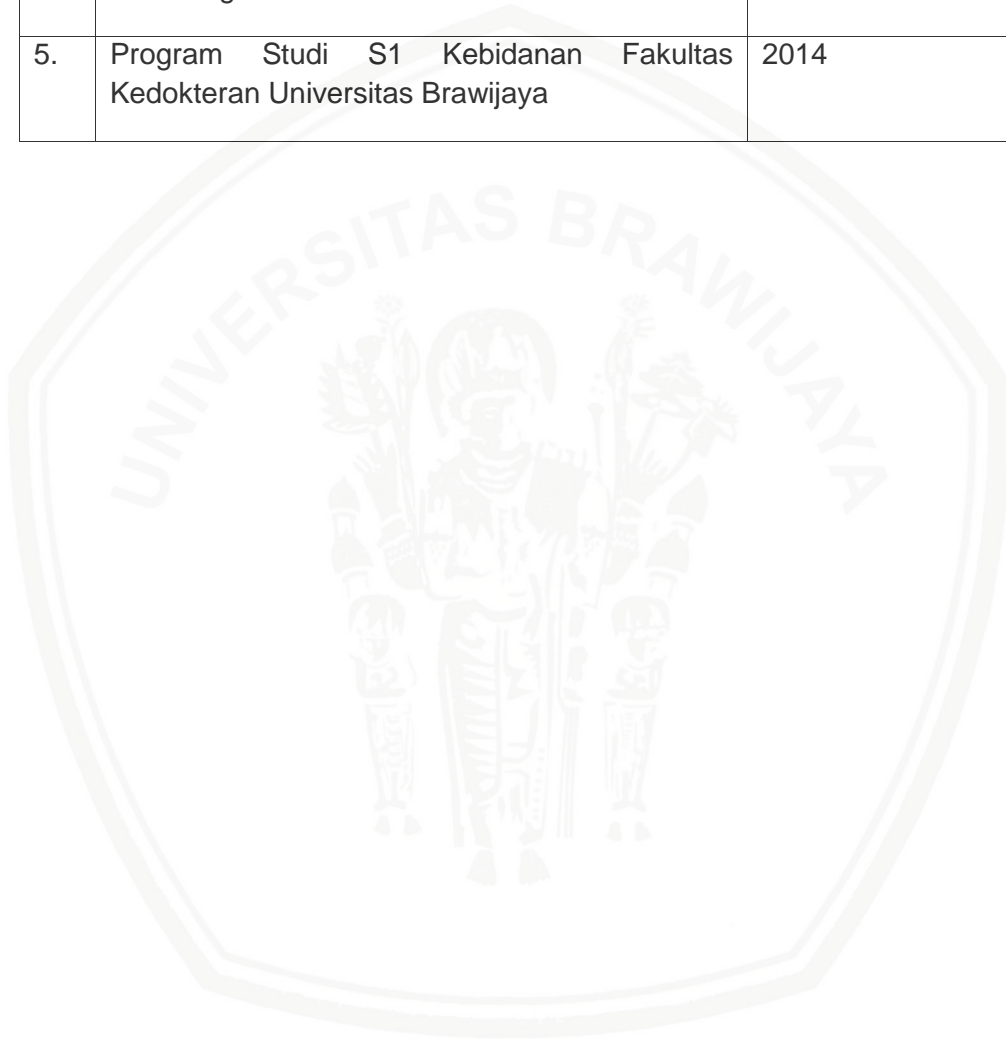 5. Program Studi S1 Kebidanan Fakultas 2014
Kedokteran Universitas Brawijaya
UNIVERSITAS BRAWIJAYA